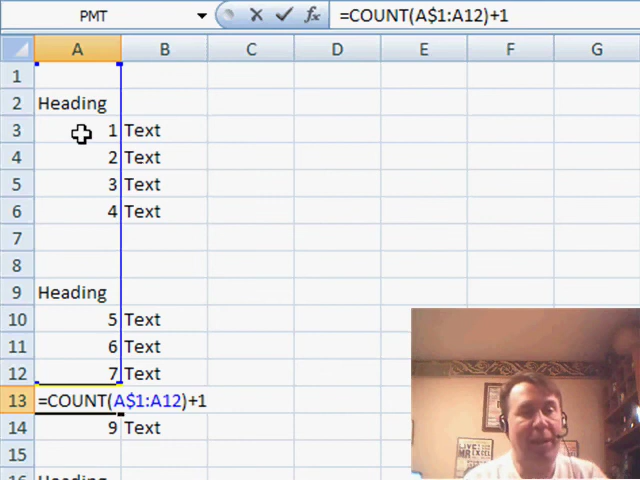 PMT =COUNT(A$1:A12)+1
A B C D E F G
1
2 Heading
3 1 Text
4 2 Text
5 3 Text
6 4 Text
7
8
9 Heading
10 5 Text
11 6 Text
12 7 Text
13 =COUNT(A$1:A12)+1
14 9 Text
15
16 Heading